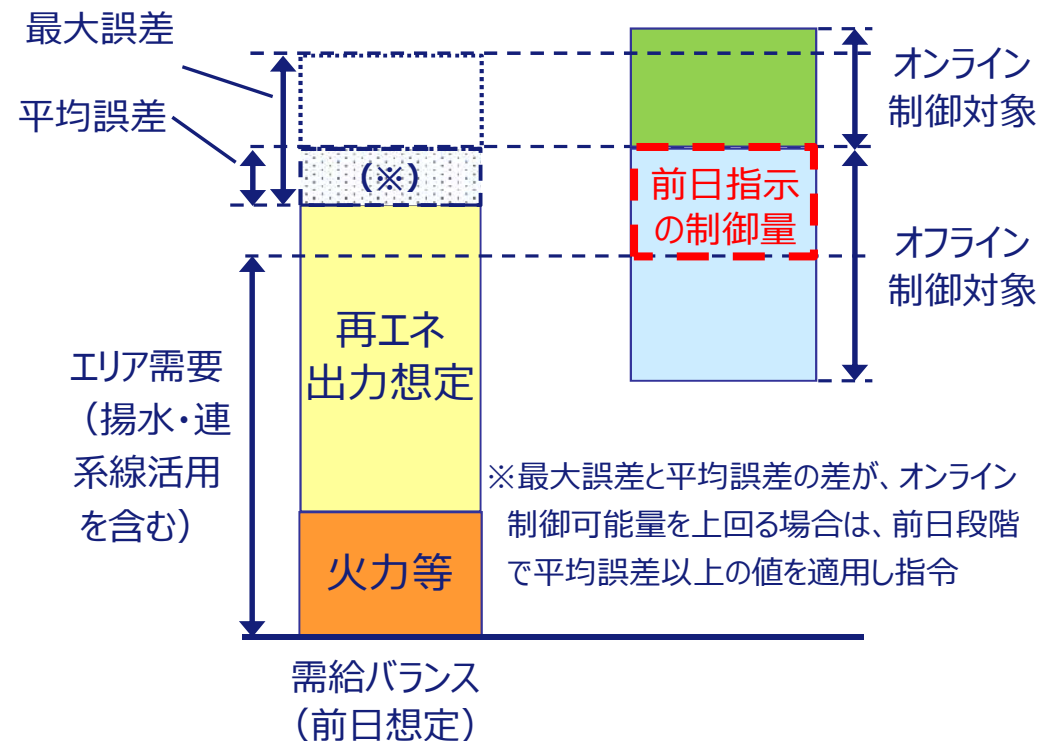 最大誤差
平均誤差
(※)
オンライン
制御対象
前日指示
の制御量
オフライン
制御対象
再エネ
出力想定
エリア需要
(揚水・連
系線活用
を含む)
火力等
※最大誤差と平均誤差の差が、オンライン
制御可能量を上回る場合は、前日段階
で平均誤差以上の値を適用し指令
需給バランス
(前日想定)